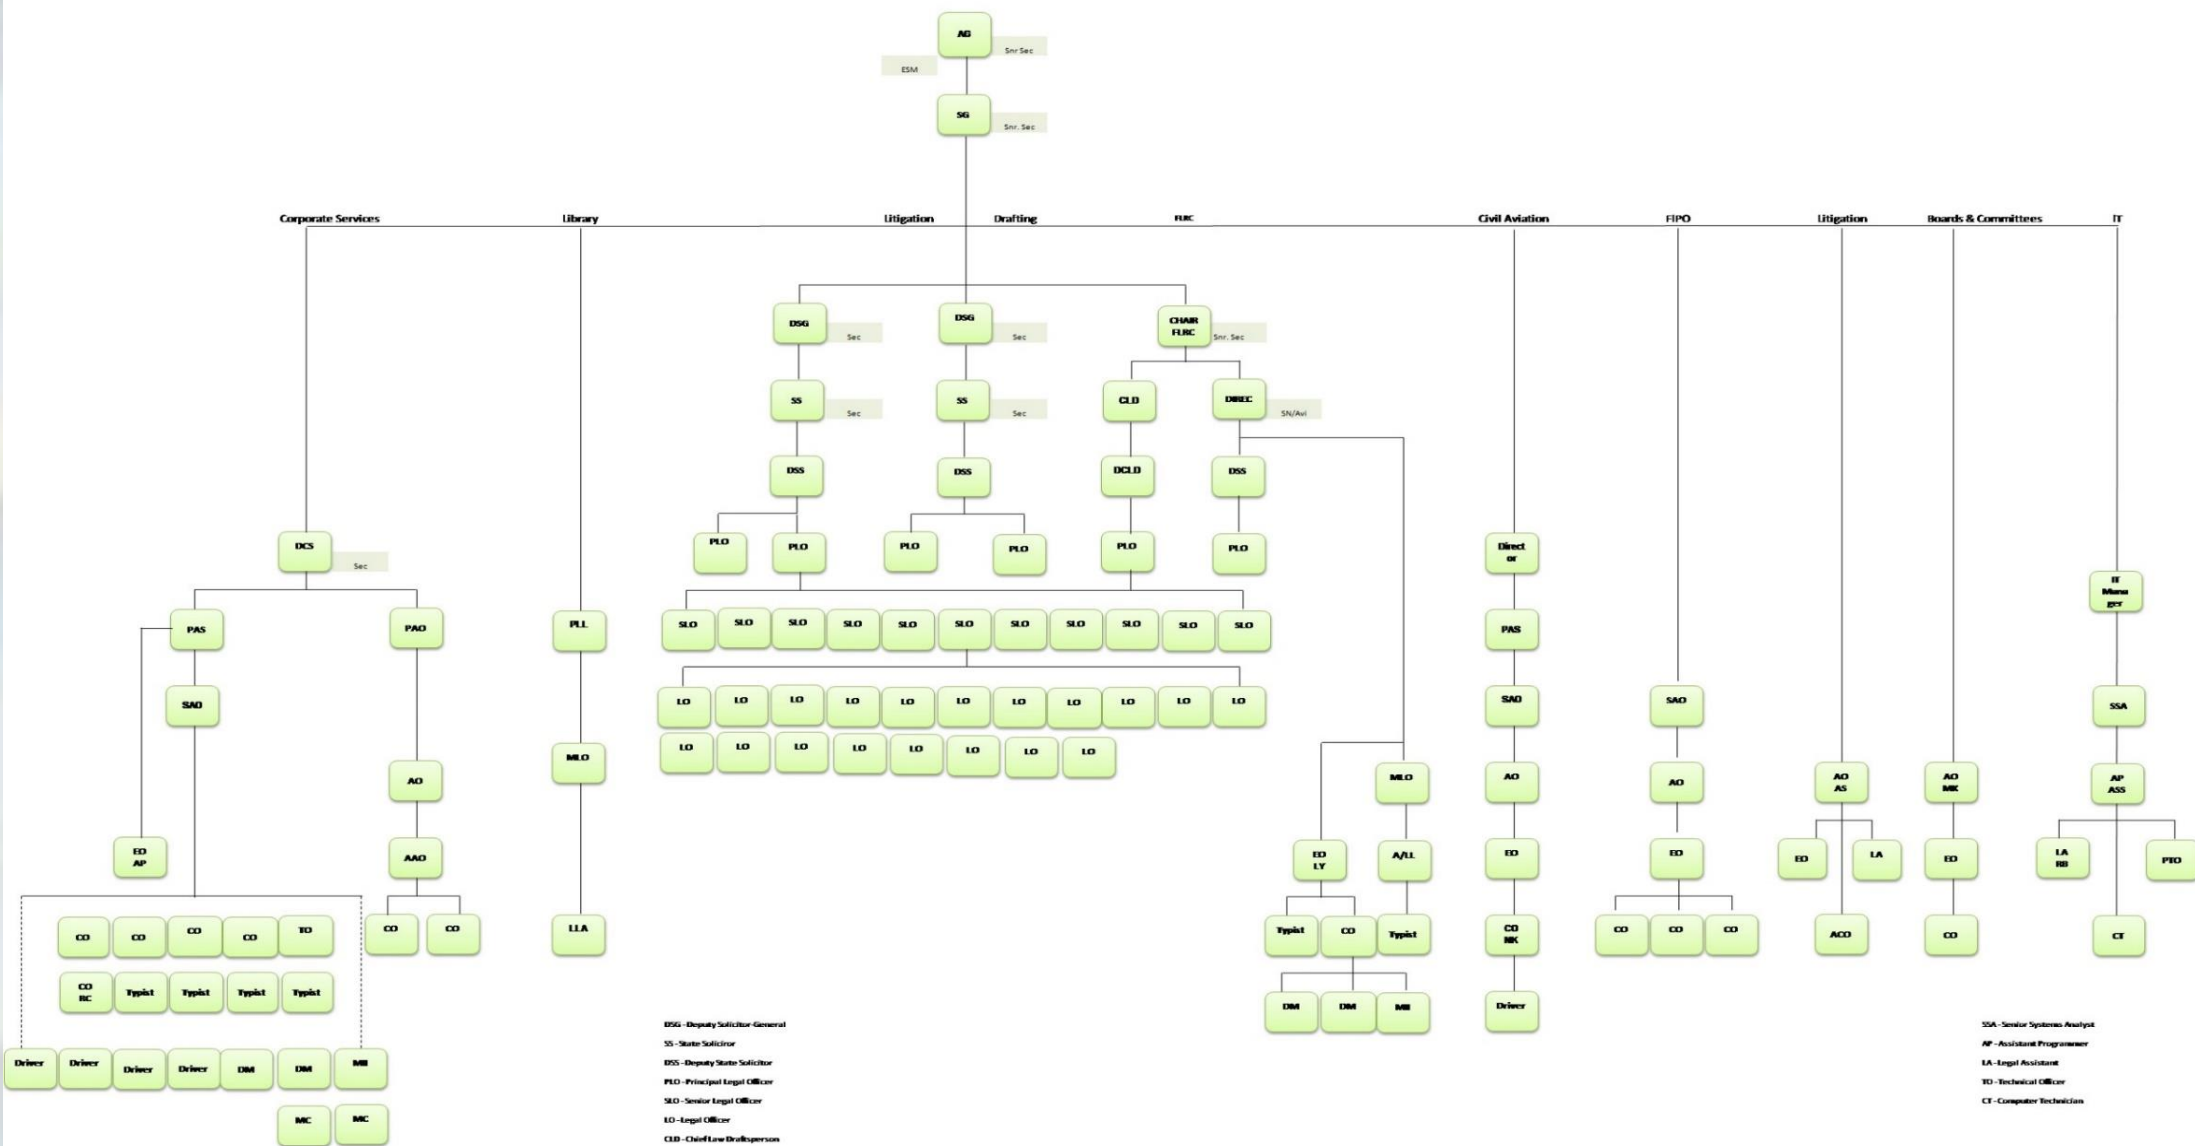 AG
Snr Sec
ESM
SG
Snr. Sec
Corporate Services
Library
Litigation
Drafting
FLRC
Civil Aviation
FIPO
Litigation
Boards & Committees
IT
DSG
Sec
DSG
Sec
CHAIR
FLRC
Snr. Sec
SS
Sec
SS
Sec
CLD
DIREC
SN/Avi
DSS
DSS
DCLD
DSS
DCS
Sec
PLO
PLO
PLO
PLO
PLO
PLO
Direct
or
IT
Mana
ger
PAS
PAO
PLL
SLO
SLO
SLO
SLO
SLO
SLO
SLO
SLO
SLO
SLO
SLO
PAS
SAO
LO
LO
LO
LO
LO
LO
LO
LO
LO
LO
LO
SAO
SAO
SSA
LO
LO
LO
LO
LO
LO
LO
LO
AO
MLO
MLO
AO
AO
AO
AS
AO
MK
AP
ASS
EO
AP
AAO
EO
LY
A/LL
EO
EO
EO
LA
EO
LA
RB
PTO
CO
CO
CO
CO
TO
CO
CO
LLA
Typist
CO
Typist
CO
NK
CO
CO
CO
ACO
CO
CT
CO
RC
Typist
Typist
Typist
Typist
DM
DM
Driver
Driver
Driver
Driver
Driver
DM
DM
MC
MC
DSG - Deputy Solicitor-General
SS - State Soliciror
DSS - Deputy State Solicitor
PLO - Principal Legal Officer
SLO - Senior Legal Officer
LO - Legal Officer
CLD - Chief Law Draftsperson
SSA - Senior Systems Analyst
AP - Assistant Programmer
LA - Legal Assistant
TO - Technical Officer
CT - Computer Technician